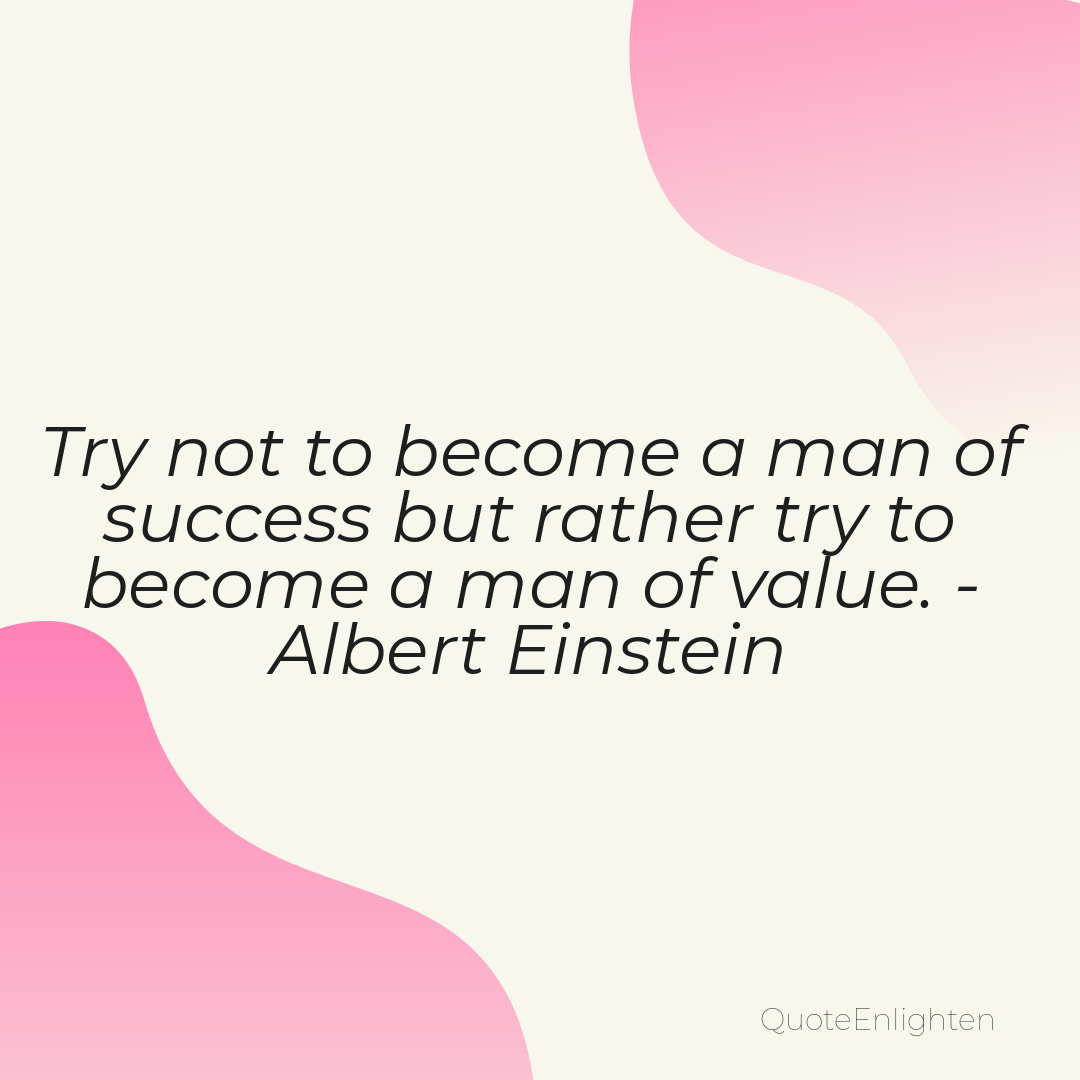 Try not to become a man of
success but rather try to
become a man of value. -
Albert Einstein
QuoteEnlighten